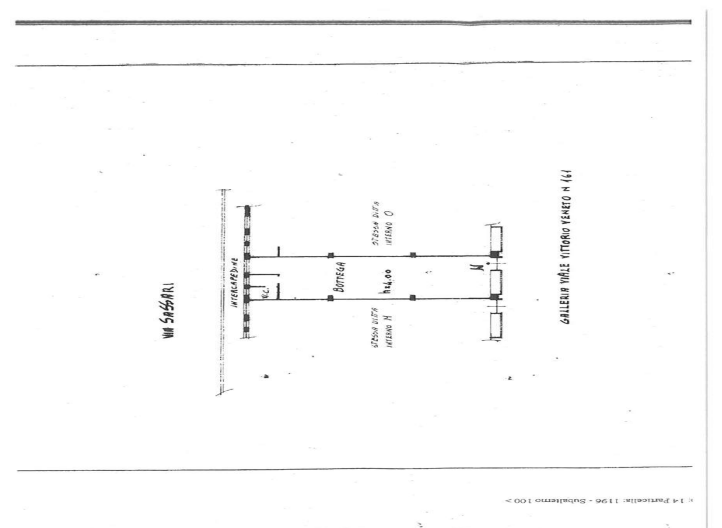 VIA SASSARI
INTERCAPEDINE
W.C.
BOTTEGA
h=4,00
STESSA DITTA
INTERNO O
STESSA DITTA
INTERNO M
GALLERIA VIALE VITTORIO VENETO N 161
: 14 Particella: 1196 - Subalterno 100 >